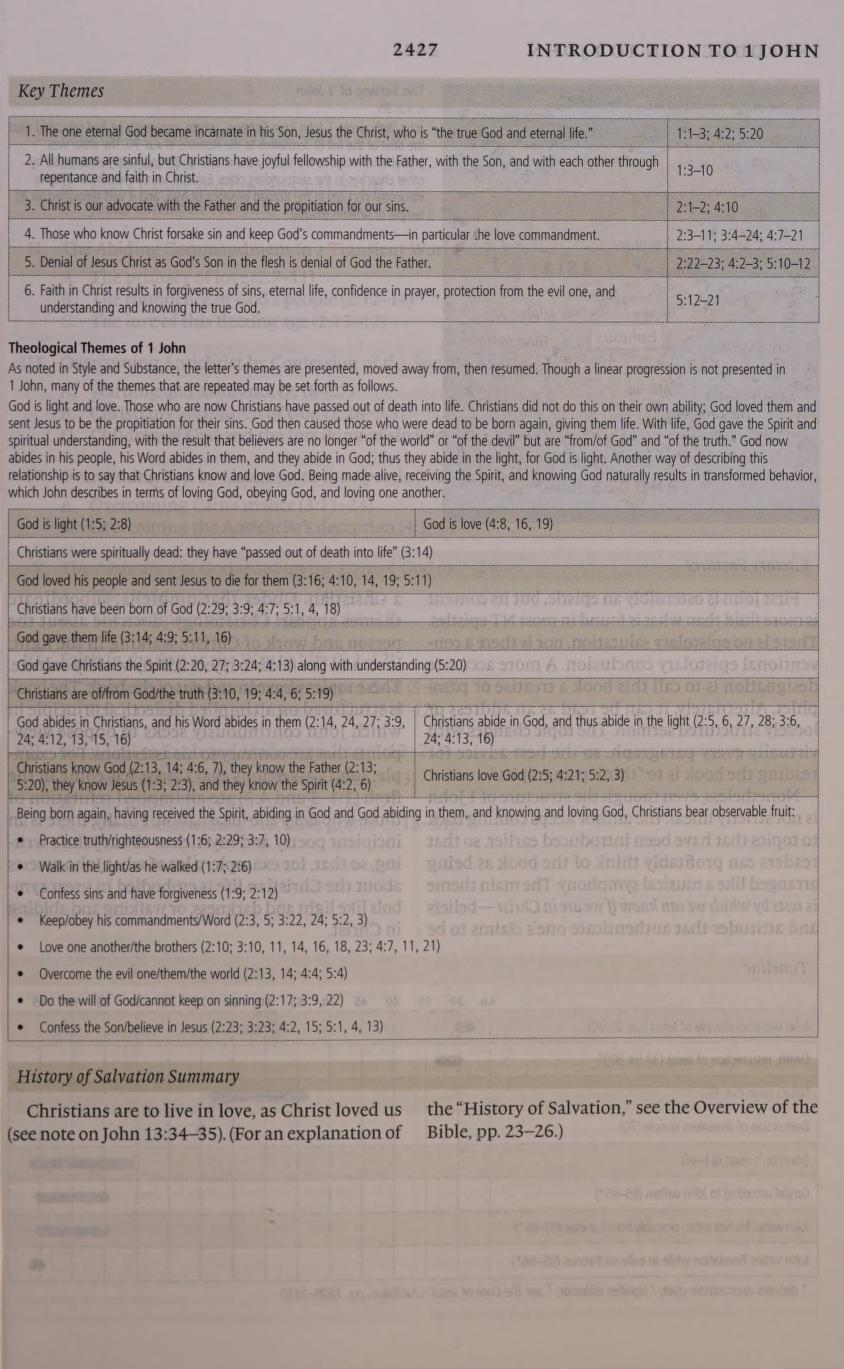 2427 INTRODUCTION TO 1 JOHN
Key Themes
1. The one eternal God became incarnate in his Son, Jesus the Christ, who is “the true God and eternal life.” 1:1–3; 4:2; 5:20
2. All humans are sinful, but Christians have joyful fellowship with the Father, with the Son, and with each other through
repentance and faith in Christ. 1:3–10
3. Christ is our advocate with the Father and the propitiation for our sins. 2:1–2; 4:10
4. Those who know Christ forsake sin and keep God’s commandments—in particular the love commandment. 2:3–11; 3:4–24; 4:7–21
5. Denial of Jesus Christ as God’s Son in the flesh is denial of God the Father. 2:22–23; 4:2–3; 5:10–12
6. Faith in Christ results in forgiveness of sins, eternal life, confidence in prayer, protection from the evil one, and
understanding and knowing the true God. 5:12–21
Theological Themes of 1 John
As noted in Style and Substance, the letter’s themes are presented, moved away from, then resumed. Though a linear progression is not presented in
1 John, many of the themes that are repeated may be set forth as follows.
God is light and love. Those who are now Christians have passed out of death into life. Christians did not do this on their own ability; God loved them and
sent Jesus to be the propitiation for their sins. God then caused those who were dead to be born again, giving them life. With life, God gave the Spirit and
spiritual understanding, with the result that believers are no longer “of the world” or “of the devil” but are “from/of God” and “of the truth.” God now
abides in his people, his Word abides in them, and they abide in God; thus they abide in the light, for God is light. Another way of describing this
relationship is to say that Christians know and love God. Being made alive, receiving the Spirit, and knowing God naturally results in transformed behavior,
which John describes in terms of loving God, obeying God, and loving one another.
God is light (1:5; 2:8) God is love (4:8, 16, 19)
Christians were spiritually dead: they have “passed out of death into life” (3:14)
God loved his people and sent Jesus to die for them (3:16; 4:10, 14, 19; 5:11)
Christians have been born of God (2:29; 3:9; 4:7; 5:1, 4, 18)
God gave them life (3:14; 4:9; 5:11, 16)
God gave Christians the Spirit (2:20, 27; 3:24; 4:13) along with understanding (5:20)
Christians are of/from God/the truth (3:10, 19; 4:4, 6; 5:19)
God abides in Christians, and his Word abides in them (2:14, 24, 27; 3:9,
24; 4:12, 13, 15, 16)
Christians abide in God, and thus abide in the light (2:5, 6, 27, 28; 3:6,
24; 4:13, 16)
Christians know God (2:13, 14; 4:6, 7), they know the Father (2:13;
5:20), they know Jesus (1:3; 2:3), and they know the Spirit (4:2, 6)
Christians love God (2:5; 4:21; 5:2, 3)
Being born again, having received the Spirit, abiding in God and God abiding in them, and knowing and loving God, Christians bear observable fruit:
• Practice truth/righteousness (1:6; 2:29; 3:7, 10)
• Walk in the light/as he walked (1:7; 2:6)
• Confess sins and have forgiveness (1:9; 2:12)
• Keep/obey his commandments/Word (2:3, 5; 3:22, 24; 5:2, 3)
• Love one another/the brothers (2:10; 3:10, 11, 14, 16, 18, 23; 4:7, 11, 21)
• Overcome the evil one/them/the world (2:13, 14; 4:4; 5:4)
• Do the will of God/cannot keep on sinning (2:17; 3:9, 22)
• Confess the Son/believe in Jesus (2:23; 3:23; 4:2, 15; 5:1, 4, 13)
History of Salvation Summary
Christians are to live in love, as Christ loved us
(see note on John 13:34–35). (For an explanation of
the “History of Salvation,” see the Overview of the
Bible, pp. 23–26.)